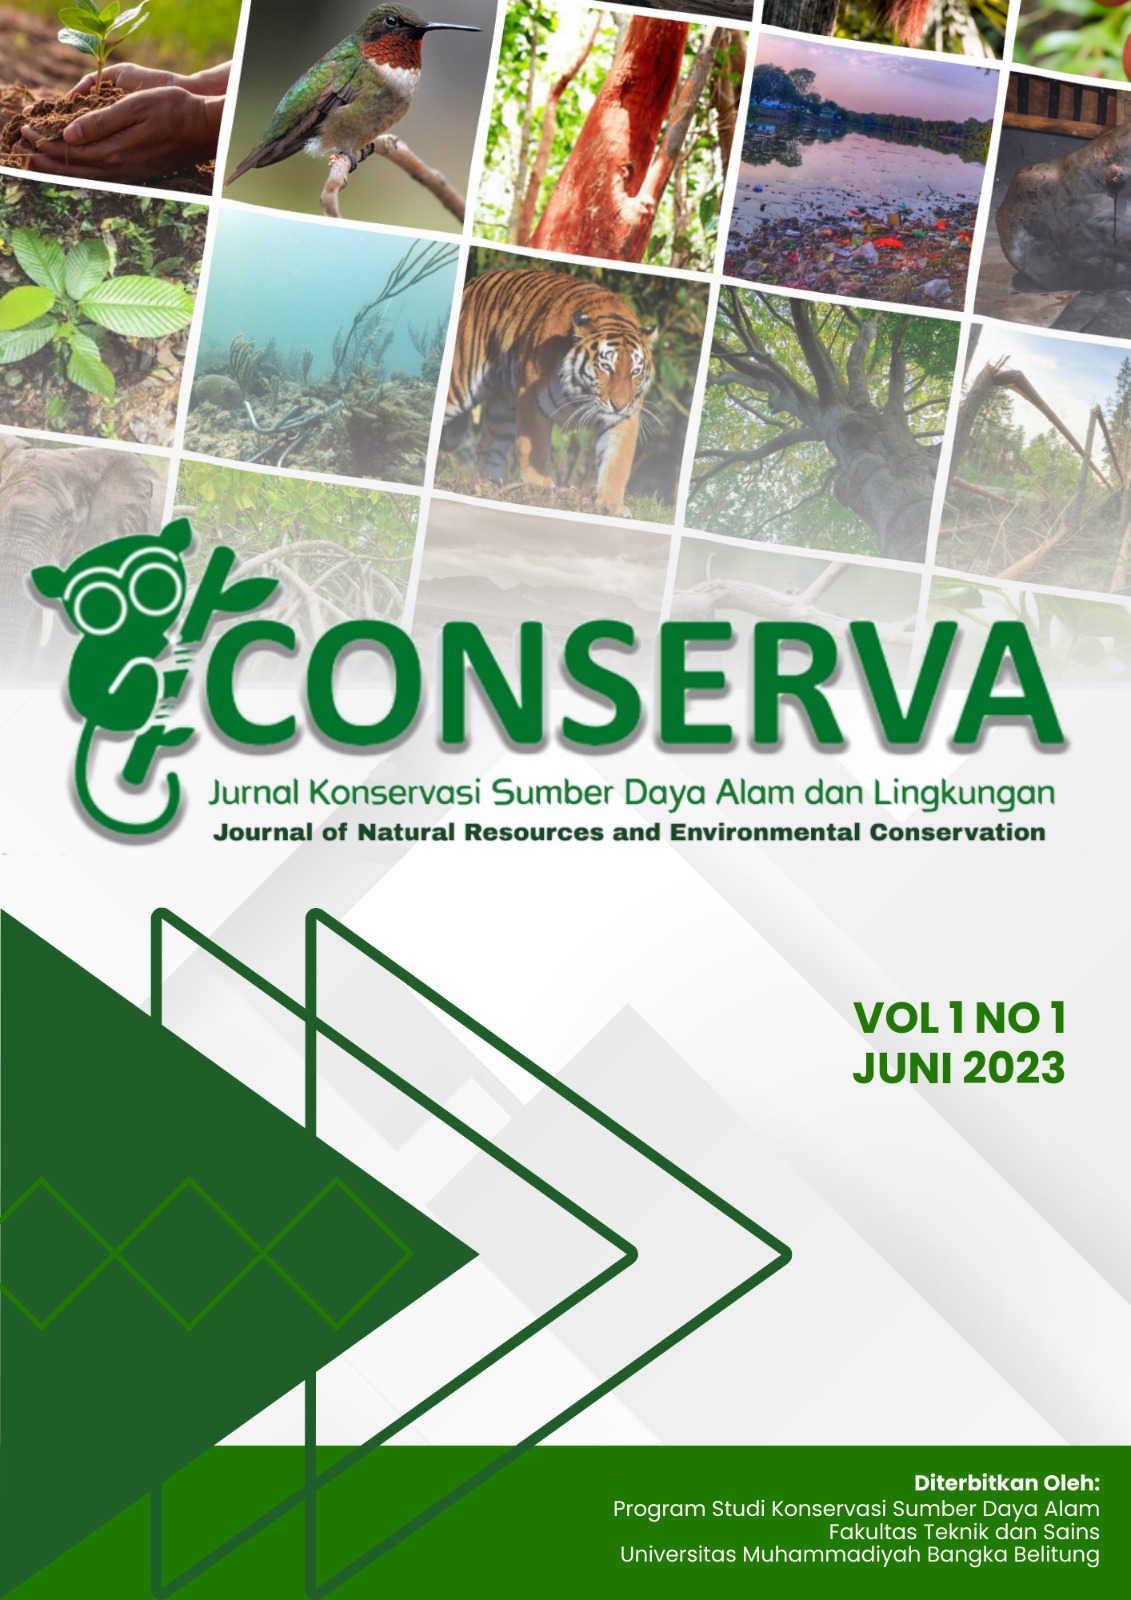 CONSERVA
Jurnal Konservasi Sumber Daya Alam dan Lingkungan
Journal of Natural Resources and Environmental Conservation
VOL 1 NO 1
JUNI 2023
Diterbitkan Oleh:
Program Studi Konservasi Sumber Daya Alam
Fakultas Teknik dan Sains
Universitas Muhammadiyah Bangka Belitung